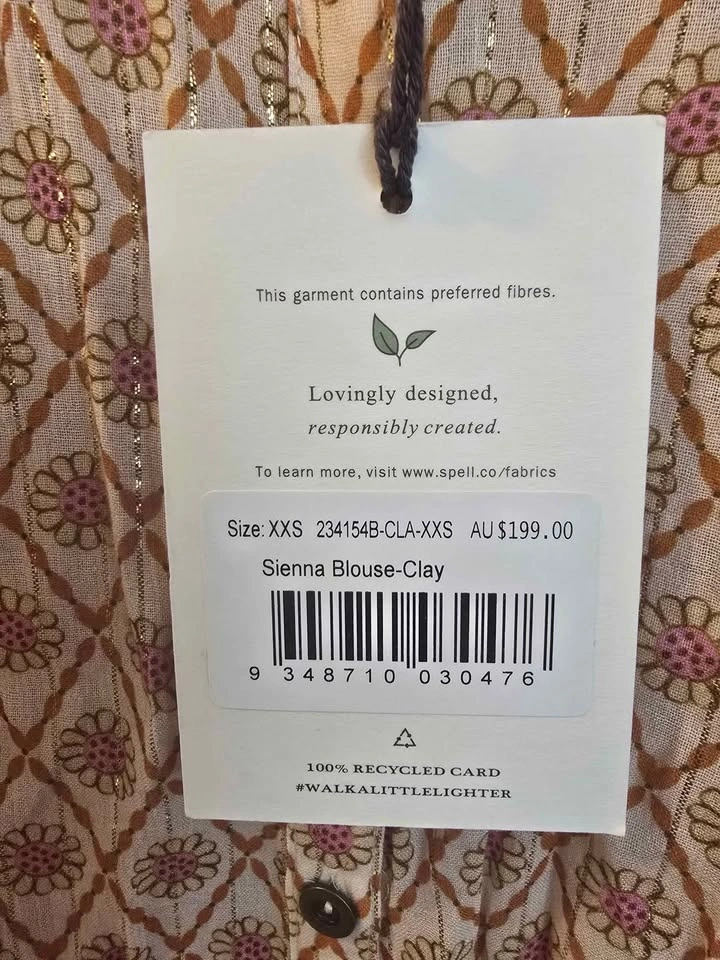 This garment contains preferred fibres.
Lovingly designed,
responsibly created.
To learn more, visit www.spell.co/fabrics
Size: XXS 234154B-CLA-XXS AU $199.00
Sienna Blouse-Clay
9 348710 030476
100% RECYCLED CARD
#WALKALITTLELIGHTER